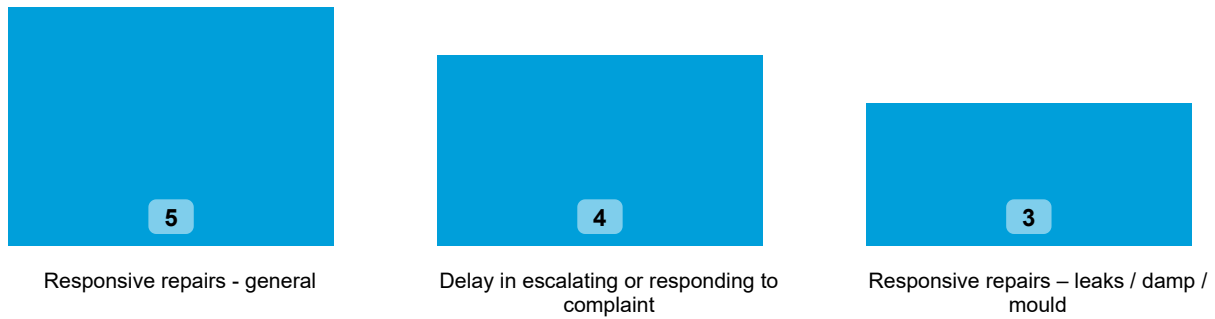 5
4
3
Responsive repairs - general
Delay in escalating or responding to
complaint
Responsive repairs – leaks / damp /
mould